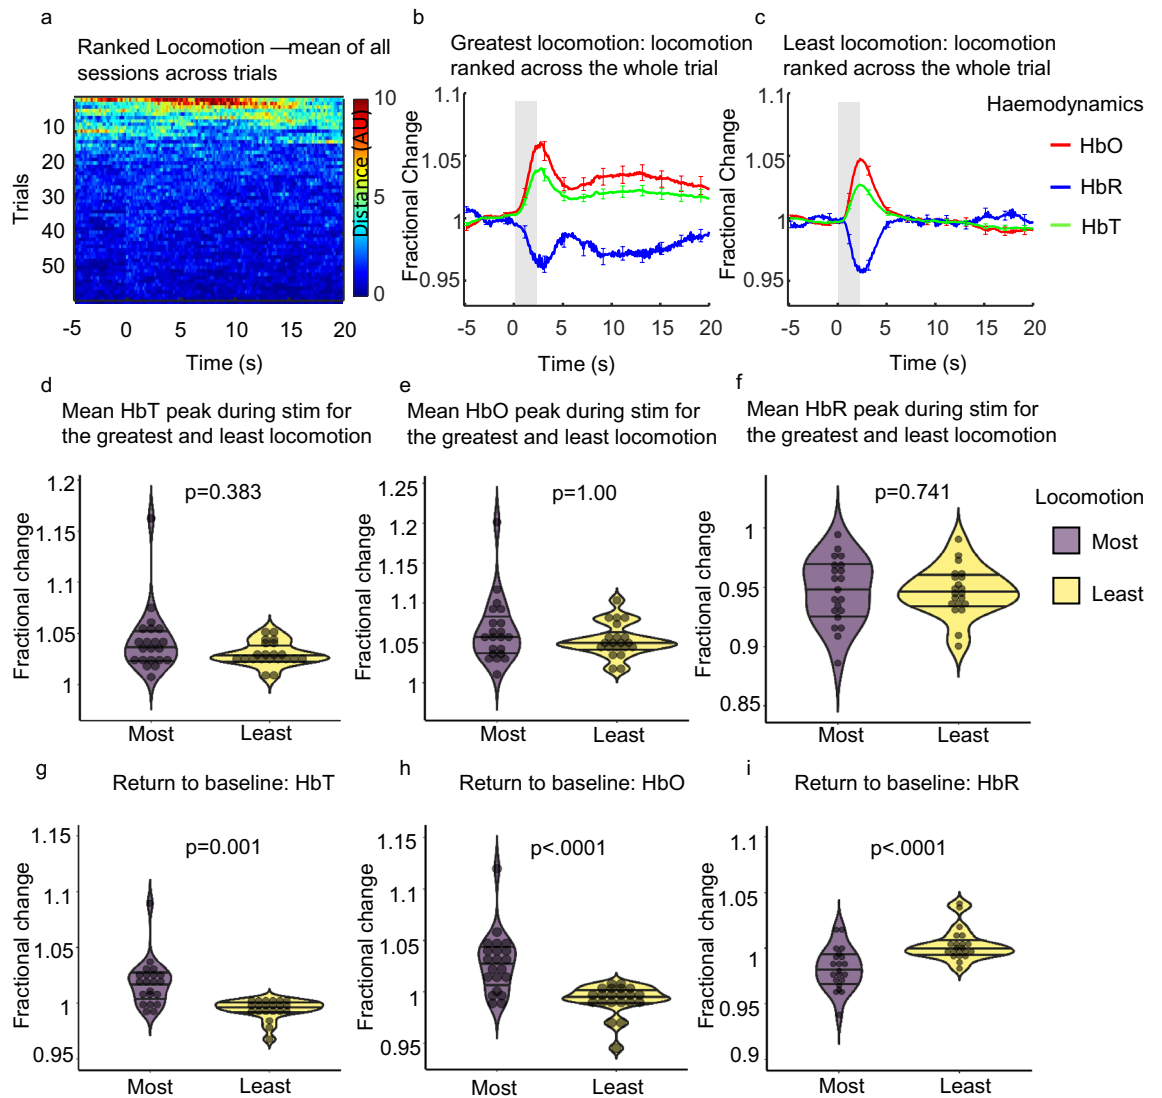 a
Ranked Locomotion —mean of all
sessions across trials
Trials
10
20
30
40
50
-5
0
5
10
15
20
Time (s)
10
5
0
Distance (AU)
b
Greatest locomotion: locomotion
ranked across the whole trial
Fractional Change
1.1
1.05
1
0.95
-5
0
5
10
15
20
Time (s)
c
Least locomotion: locomotion
ranked across the whole trial
Fractional Change
1.1
1.05
1
0.95
-5
0
5
10
15
20
Time (s)
Haemodynamics
HbO
HbR
HbT
d
Mean HbT peak during stim for
the greatest and least locomotion
p=0.383
Fractional change
1.2
1.15
1.1
1.05
1
Most
Least
e
Mean HbO peak during stim for
the greatest and least locomotion
p=1.00
Fractional change
1.25
1.2
1.15
1.10
1.05
1
Most
Least
f
Mean HbR peak during stim for
the greatest and least locomotion
p=0.741
Fractional change
1
0.95
0.9
0.85
Most
Least
Locomotion
Most
Least
g
Return to baseline: HbT
p=0.001
Fractional change
1.15
1.1
1.05
1
0.95
Most
Least
h
Return to baseline: HbO
p<.0001
Fractional change
1.15
1.1
1.05
1
0.95
Most
Least
i
Return to baseline: HbR
p<.0001
Fractional change
1.1
1.05
1
0.95
0.9
Most
Least